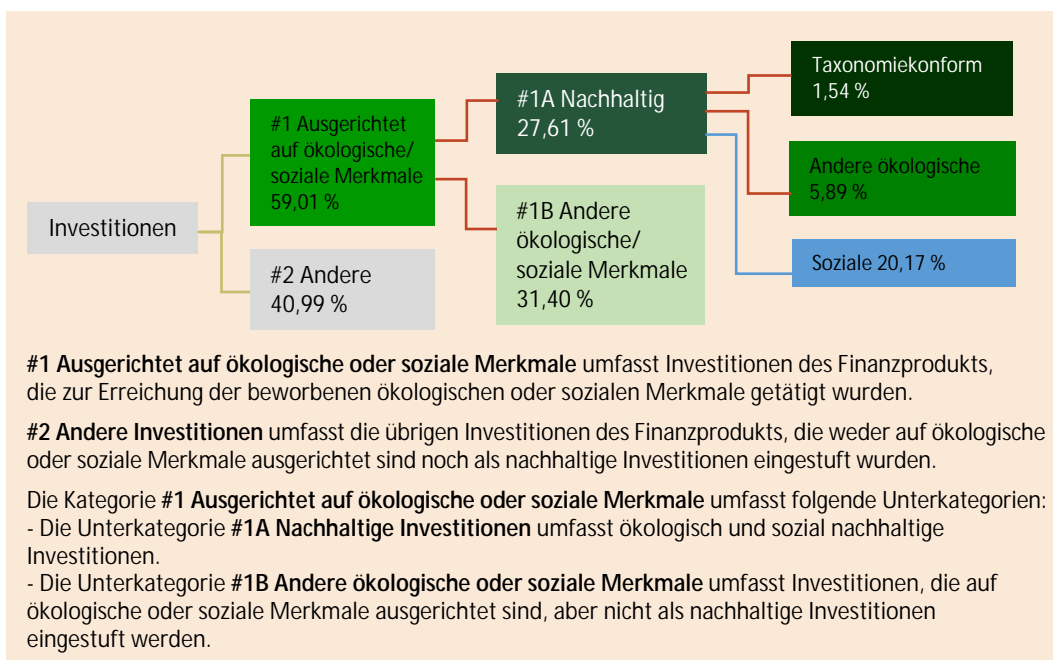 Investitionen
#1 Ausgerichtet
auf ökologische/
soziale Merkmale
59,01 %
#2 Andere
40,99 %
#1A Nachhaltig
27,61 %
#1B Andere
ökologische/
soziale Merkmale
31,40 %
Taxonomiekonform
1,54 %
Andere ökologische
5,89 %
Soziale 20,17 %
#1 Ausgerichtet auf ökologische oder soziale Merkmale umfasst Investitionen des Finanzprodukts,
die zur Erreichung der beworbenen ökologischen oder sozialen Merkmale getätigt wurden.
#2 Andere Investitionen umfasst die übrigen Investitionen des Finanzprodukts, die weder auf ökologische
oder soziale Merkmale ausgerichtet sind noch als nachhaltige Investitionen eingestuft wurden.
Die Kategorie #1 Ausgerichtet auf ökologische oder soziale Merkmale umfasst folgende Unterkategorien:
- Die Unterkategorie #1A Nachhaltige Investitionen umfasst ökologisch und sozial nachhaltige
Investitionen.
- Die Unterkategorie #1B Andere ökologische oder soziale Merkmale umfasst Investitionen, die auf
ökologische oder soziale Merkmale ausgerichtet sind, aber nicht als nachhaltige Investitionen
eingestuft werden.